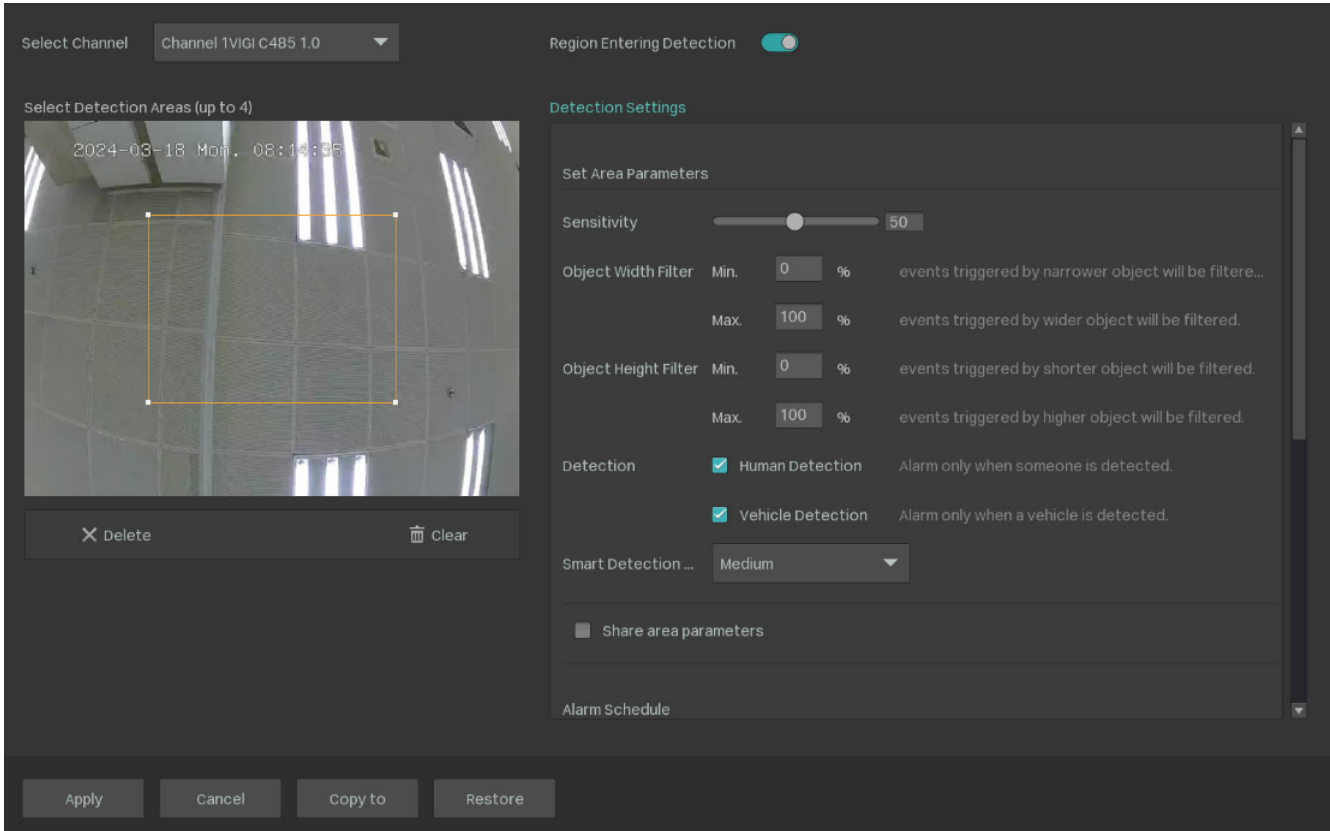 Select Channel Channel 1VIGI C485 1.0 Region Entering Detection
Select Detection Areas (up to 4) Detection Settings
2024-03-18 Mon. 08:14:35
Set Area Parameters
Sensitivity 50
Object Width Filter Min. 0 % events triggered by narrower object will be filtere...
Max. 100 % events triggered by wider object will be filtered.
Object Height Filter Min. 0 % events triggered by shorter object will be filtered.
Max. 100 % events triggered by higher object will be filtered.
Detection Human Detection Alarm only when someone is detected.
Vehicle Detection Alarm only when a vehicle is detected.
Delete Clear
Smart Detection ... Medium
Share area parameters
Alarm Schedule
Apply Cancel Copy to Restore